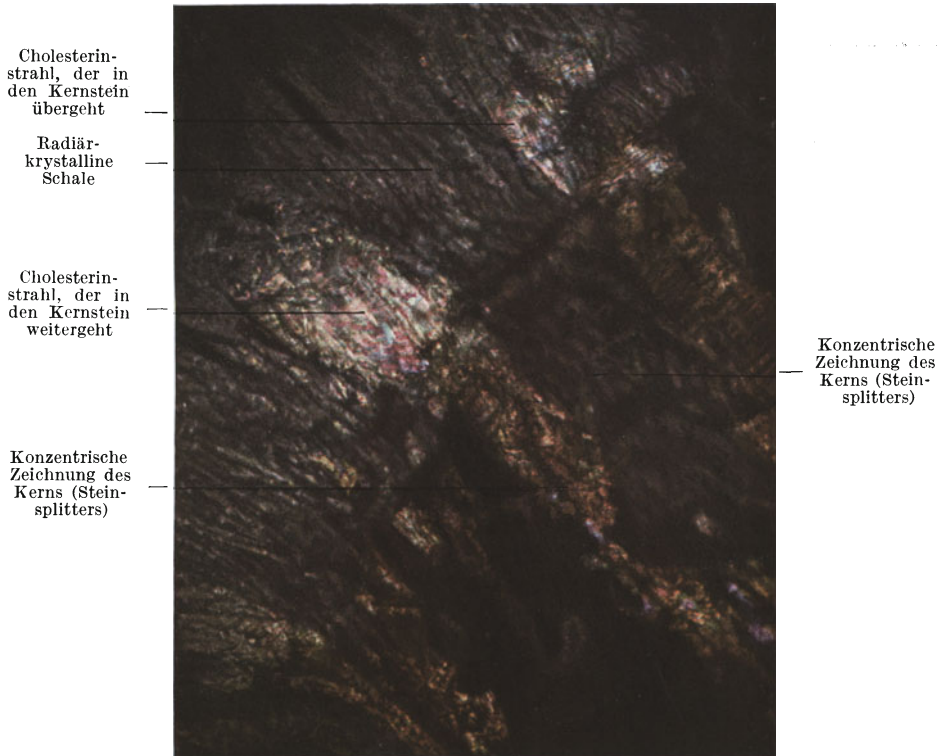 Cholesterin-
strahl, der in
den Kernstein
übergeht
Radiär-
krystalline
Schale
Cholesterin-
strahl, der in
den Kernstein
weitergeht
Konzentrische
Zeichnung des
Kerns (Stein-
splitters)
Konzentrische
Zeichnung des
Kerns (Stein-
splitters)